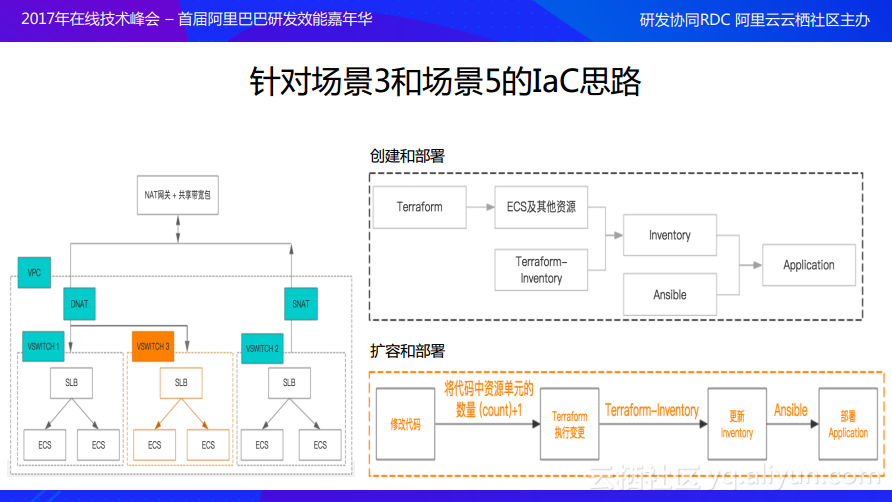 2017年在线技术峰会 – 首届阿里巴巴研发效能嘉年华
研发协同RDC 阿里云云栖社区主办
针对场景3和场景5的IaC思路
NAT网关 + 共享带宽包
VPC
DNAT
SNAT
VSWITCH 1
VSWITCH 3
VSWITCH 2
SLB
SLB
SLB
ECS
ECS
ECS
ECS
ECS
ECS
创建和部署
Terraform
ECS及其他资源
Terraform-
Inventory
Inventory
Ansible
Application
扩容和部署
修改代码
将代码中资源单元的
数量 (count)+1
Terraform
执行变更
Terraform-Inventory
更新
Inventory
Ansible
部署
Application
云栖社区 yq.aliyun.com